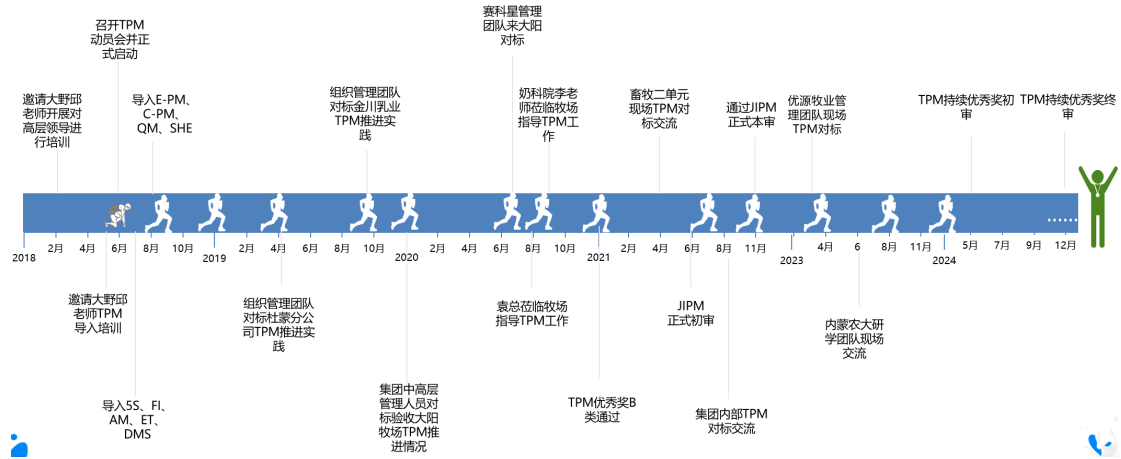 召开TPM
动员会并正
式启动
赛科星管理
团队来大阳
对标
邀请大野邱
老师开展对
高层领导进
行培训
导入E-PM、
C-PM、
QM、SHE
组织管理团队
对标金川乳业
TPM推进实
践
奶科院李老
师莅临牧场
指导TPM工
作
畜牧二单元
现场TPM对
标交流
通过JIPM
正式本审
优源牧业管
理团队现场
TPM对标
TPM持续优秀奖初
审
TPM持续优秀奖终
审
......
2018
2月
4月
6月
8月
10月
2019
2月
4月
6月
8月
10月
2020
2月
4月
6月
8月
10月
2021
2月
4月
6月
8月
11月
2023
4月
6
8月
11月
2024
5月
7月
9月
12月
邀请大野邱
老师TPM
导入培训
导入5S、FI、
AM、ET、
DMS
组织管理团队
对标杜蒙分公
司TPM推进实
践
集团中高层
管理人员对
标验收大阳
牧场TPM推
进情况
袁总莅临牧场
指导TPM工作
TPM优秀奖B
类通过
JIPM
正式初审
集团内部TPM
对标交流
内蒙农大研
学团队现场
交流